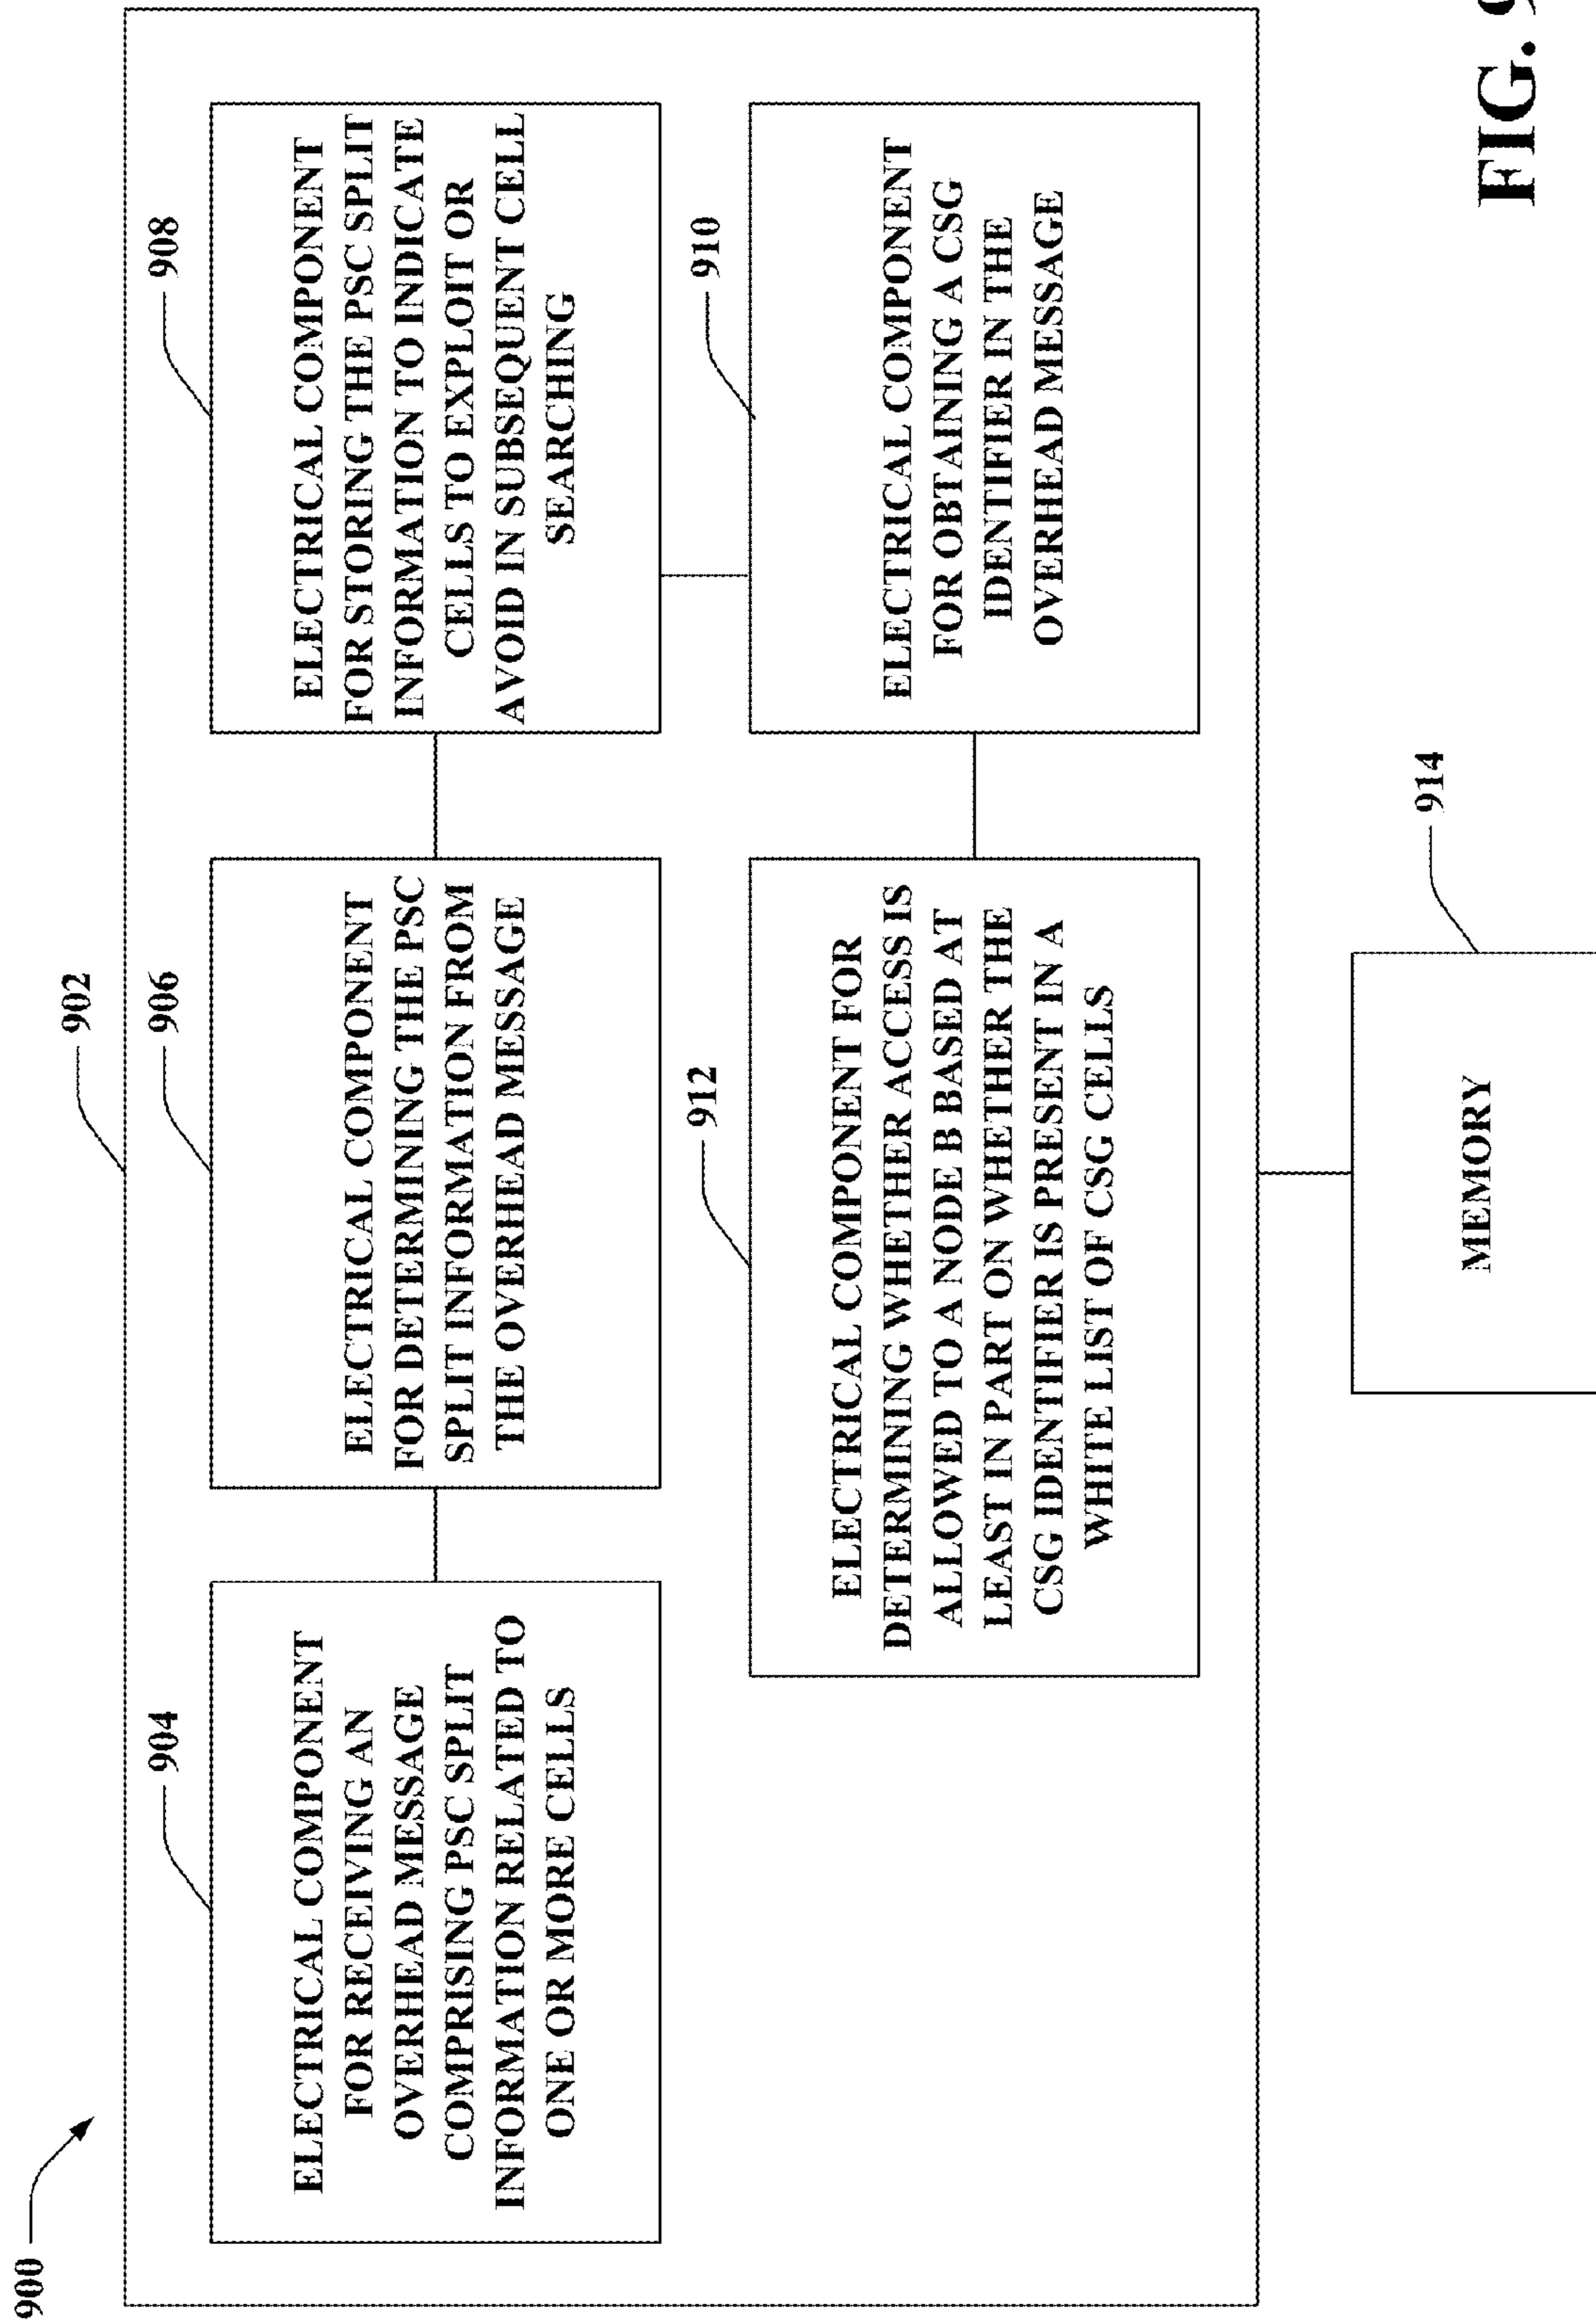 900
902
904
ELECTRICAL COMPONENT
FOR RECEIVING AN
OVERHEAD MESSAGE
COMPRISING PSC SPLIT
INFORMATION RELATED TO
ONE OR MORE CELLS
906
ELECTRICAL COMPONENT
FOR DETERMINING THE PSC
SPLIT INFORMATION FROM
THE OVERHEAD MESSAGE
908
ELECTRICAL COMPONENT
FOR STORING THE PSC SPLIT
INFORMATION TO INDICATE
CELLS TO EXPLOIT OR
AVOID IN SUBSEQUENT CELL
SEARCHING
912
ELECTRICAL COMPONENT FOR
DETERMINING WHETHER ACCESS IS
ALLOWED TO A NODE B BASED AT
LEAST IN PART ON WHETHER THE
CSG IDENTIFIER IS PRESENT IN A
WHITE LIST OF CSG CELLS
910
ELECTRICAL COMPONENT
FOR OBTAINING A CSG
IDENTIFIER IN THE
OVERHEAD MESSAGE
914
MEMORY
FIG. 9